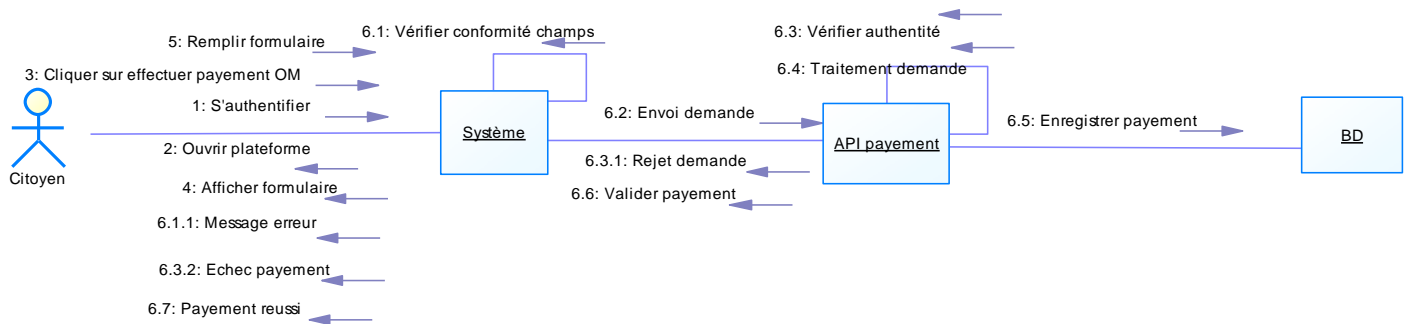 5: Remplir formulaire
6.1: Vérifier conformité champs
6.3: Vérifier authentité
3: Cliquer sur effectuer payement OM
6.4: Traitement demande
1: S'authentifier
6.2: Envoi demande
6.5: Enregistrer payement
Système
API payement
BD
2: Ouvrir plateforme
6.3.1: Rejet demande
Citoyen
4: Afficher formulaire
6.6: Valider payement
6.1.1: Message erreur
6.3.2: Echec payement
6.7: Payement reussi